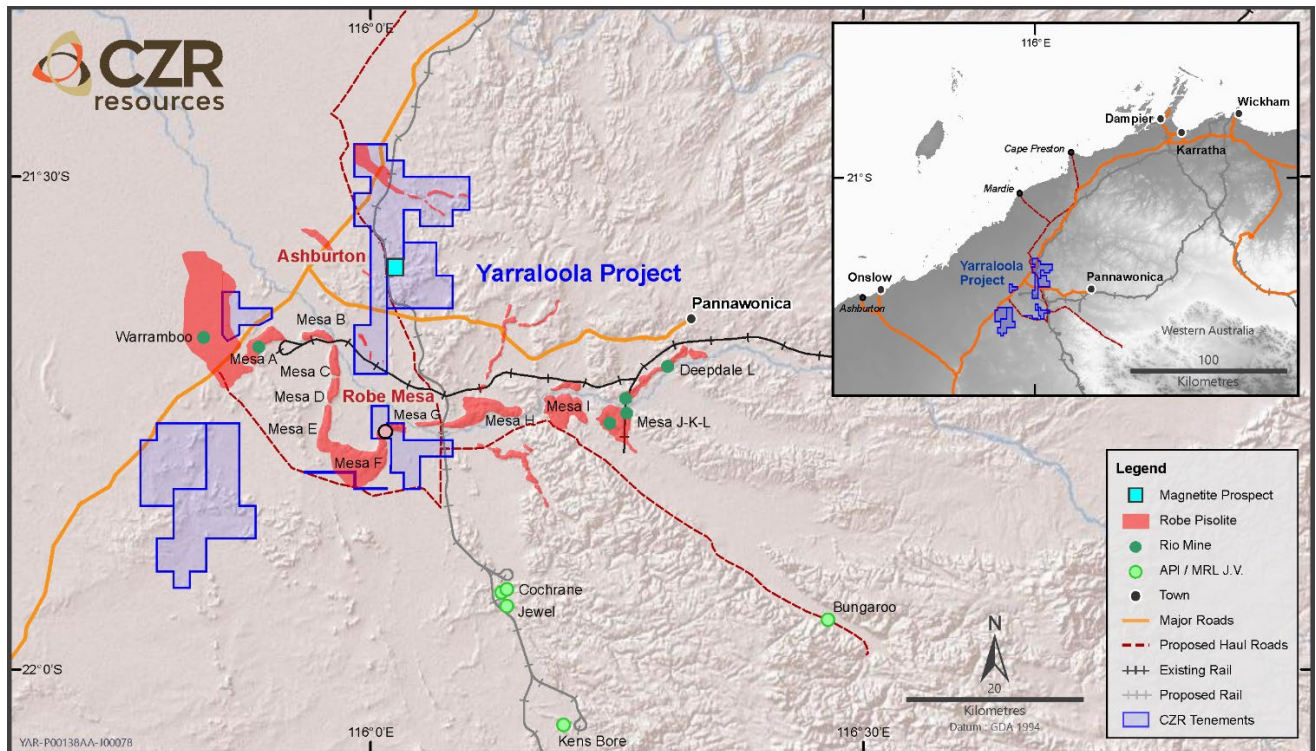 CZR
resources
116°0'E
21°30'S
22°0'S
116°0'E
116°30'E
Ashburton
Yarraloola Project
Pannawonica
Warramboo
Mesa A
Mesa B
Mesa C
Mesa D
Mesa E
Mesa F
Robe Mesa
Mesa G
Mesa H
Mesa I
Mesa J-K-L
Deepdale L
Cochrane
Jewel
Bungaroo
Kens Bore
N
20
Kilometres
Datum : GDA 1994
YAR-P00138AA-J00078
116°E
21°S
Dampier
Wickham
Karratha
Cape Preston
Mardie
Onslow
Ashburton
Yarraloola
Project
Pannawonica
Western Australia
100
Kilometres
Legend
Magnetite Prospect
Robe Pisolite
Rio Mine
API / MRL J.V.
Town
Major Roads
Proposed Haul Roads
Existing Rail
Proposed Rail
CZR Tenements